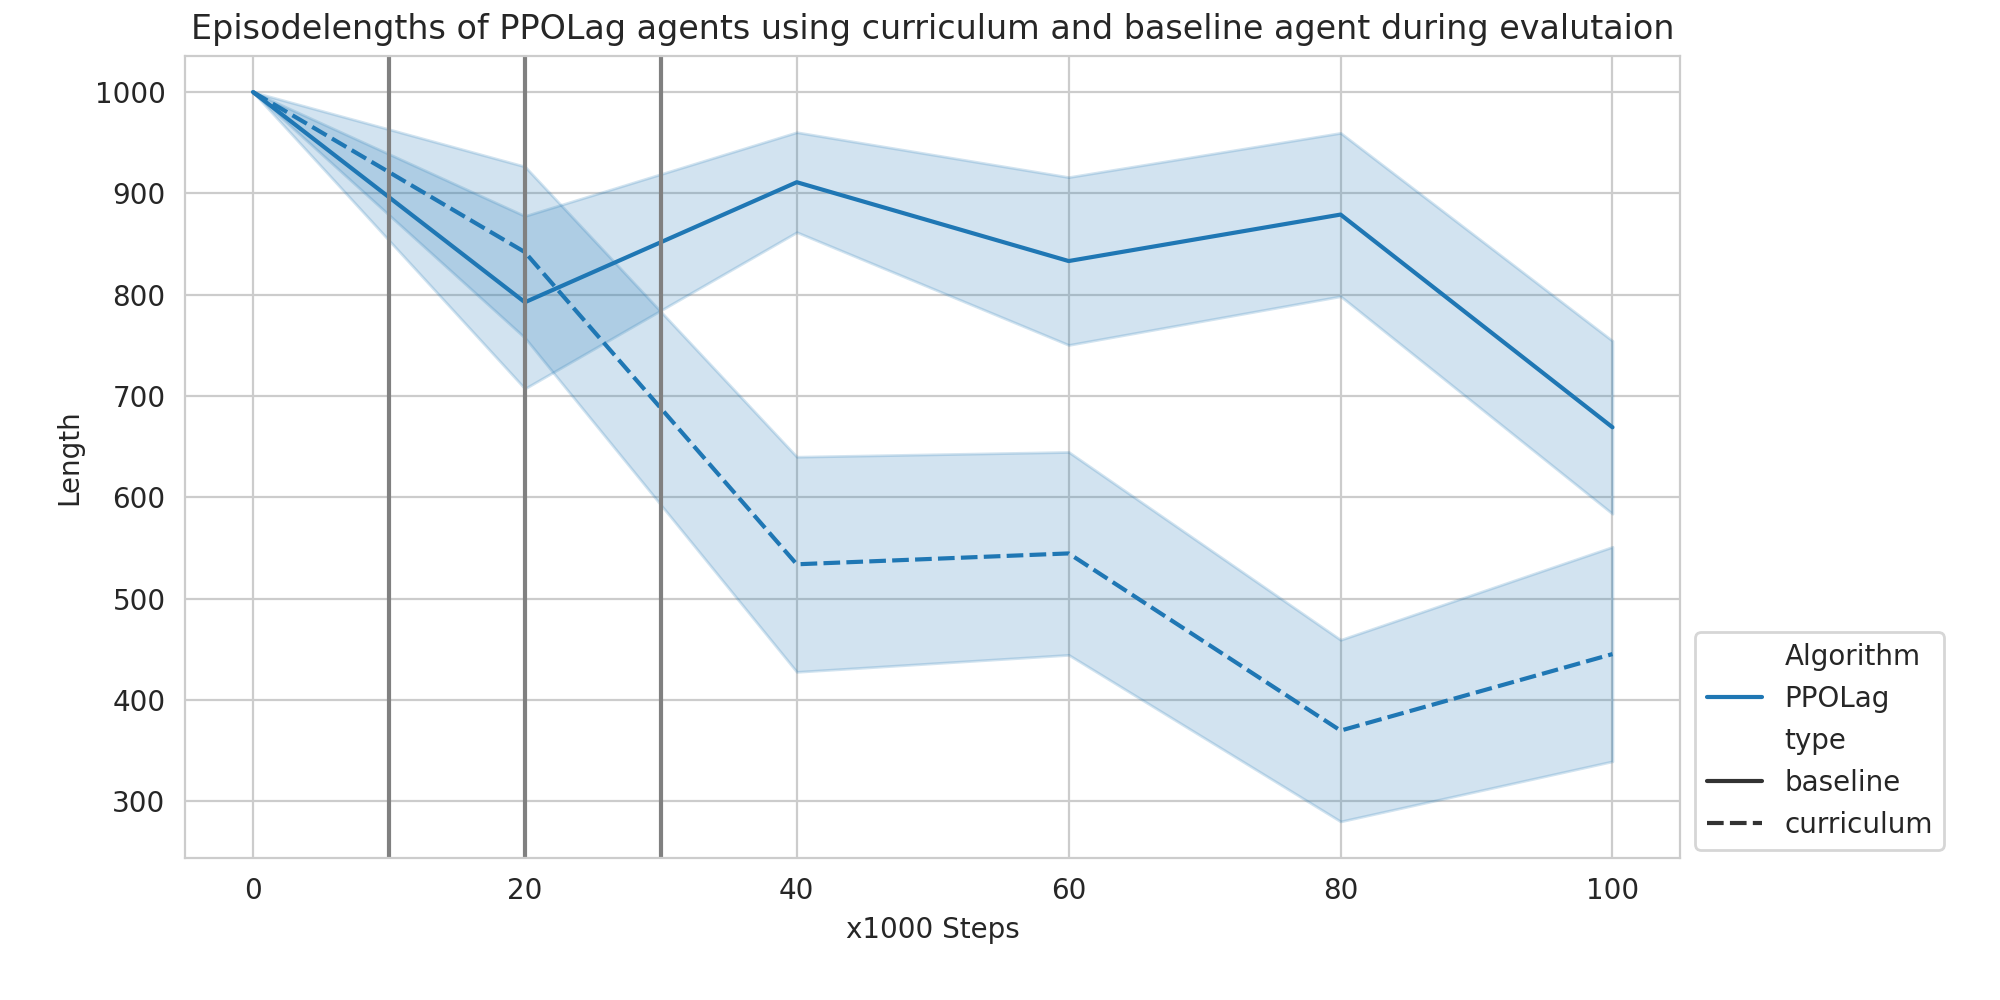 Episodelengths of PPOLag agents using curriculum and baseline agent during evalutaion
1000
900
800
700
600
500
400
300
Length
0 20 40 60 80 100
x1000 Steps
Algorithm
PPOLag
type
baseline
curriculum